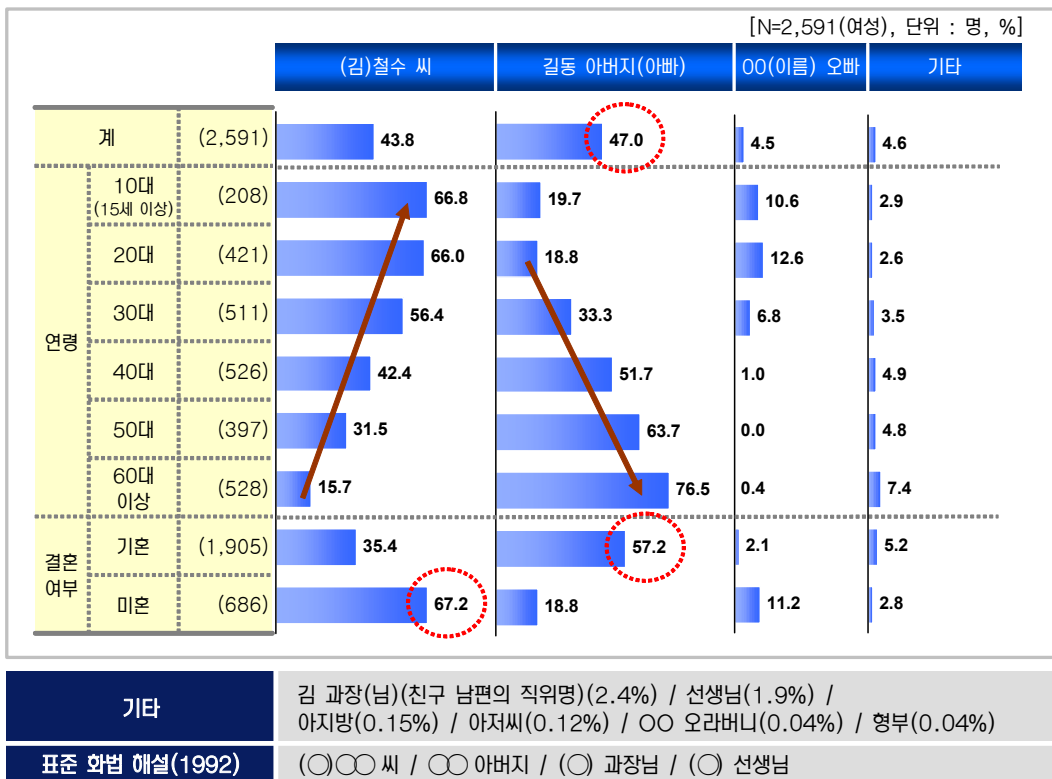 [N=2,591(여성), 단위 : 명, %]
(김)철수 씨 길동 아버지(아빠) OO(이름) 오빠 기타
계 (2,591) 43.8 47.0 4.5 4.6
연령
10대 (15세 이상) (208) 66.8 19.7 10.6 2.9
20대 (421) 66.0 18.8 12.6 2.6
30대 (511) 56.4 33.3 6.8 3.5
40대 (526) 42.4 51.7 1.0 4.9
50대 (397) 31.5 63.7 0.0 4.8
60대 이상 (528) 15.7 76.5 0.4 7.4
결혼 여부
기혼 (1,905) 35.4 57.2 2.1 5.2
미혼 (686) 67.2 18.8 11.2 2.8
기타
김 과장(님)(친구 남편의 직위명)(2.4%) / 선생님(1.9%) /
아지방(0.15%) / 아저씨(0.12%) / OO 오라버니(0.04%) / 형부(0.04%)
표준 화법 해설(1992) (○)○○ 씨 / ○○ 아버지 / (○) 과장님 / (○) 선생님